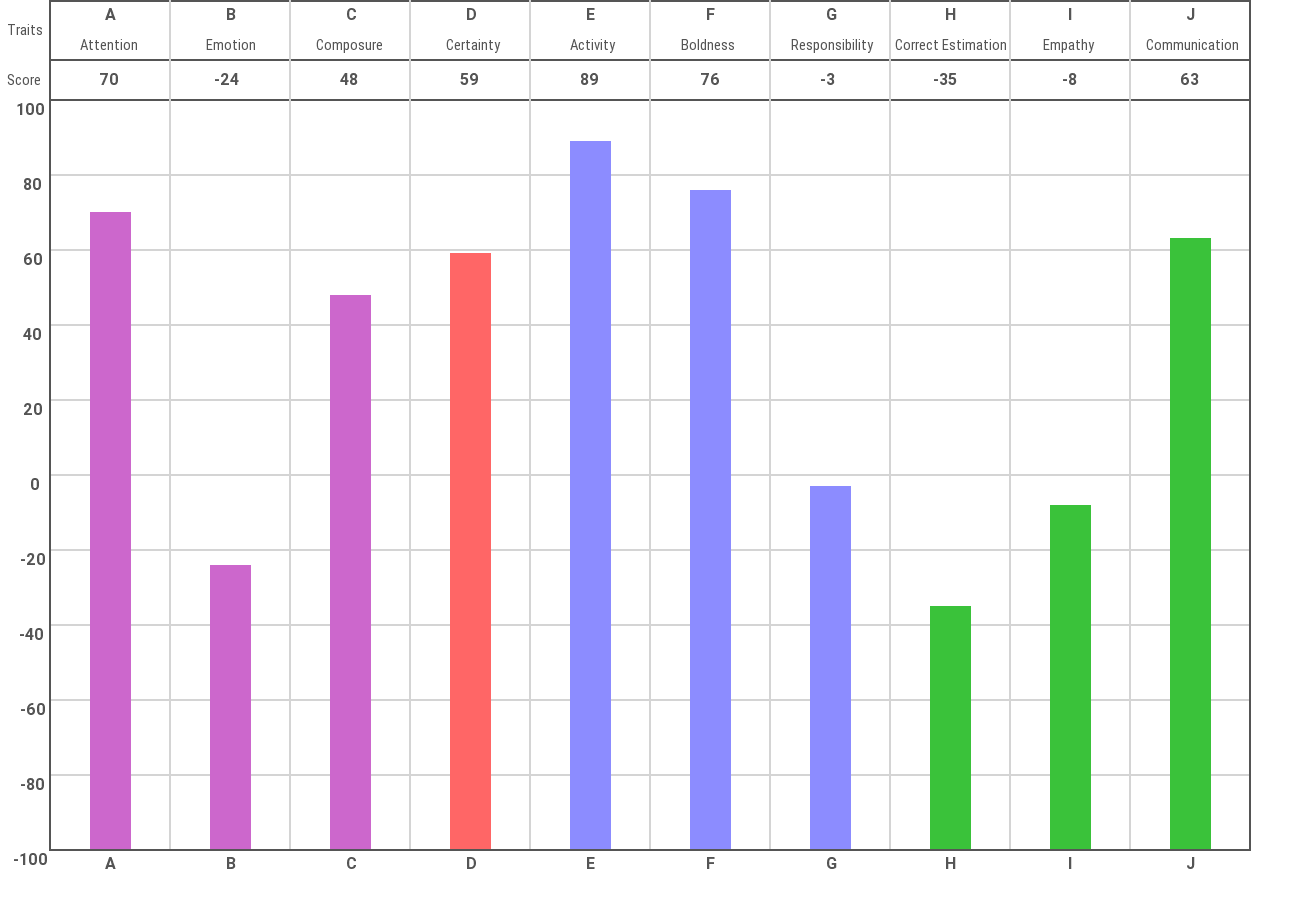 A B C D E F G H I J
Traits
Attention Emotion Composure Certainty Activity Boldness Responsibility Correct Estimation Empathy Communication
Score 70 -24 48 59 89 76 -3 -35 -8 63
100
80
60
40
20
0
-20
-40
-60
-80
-100
A B C D E F G H I J